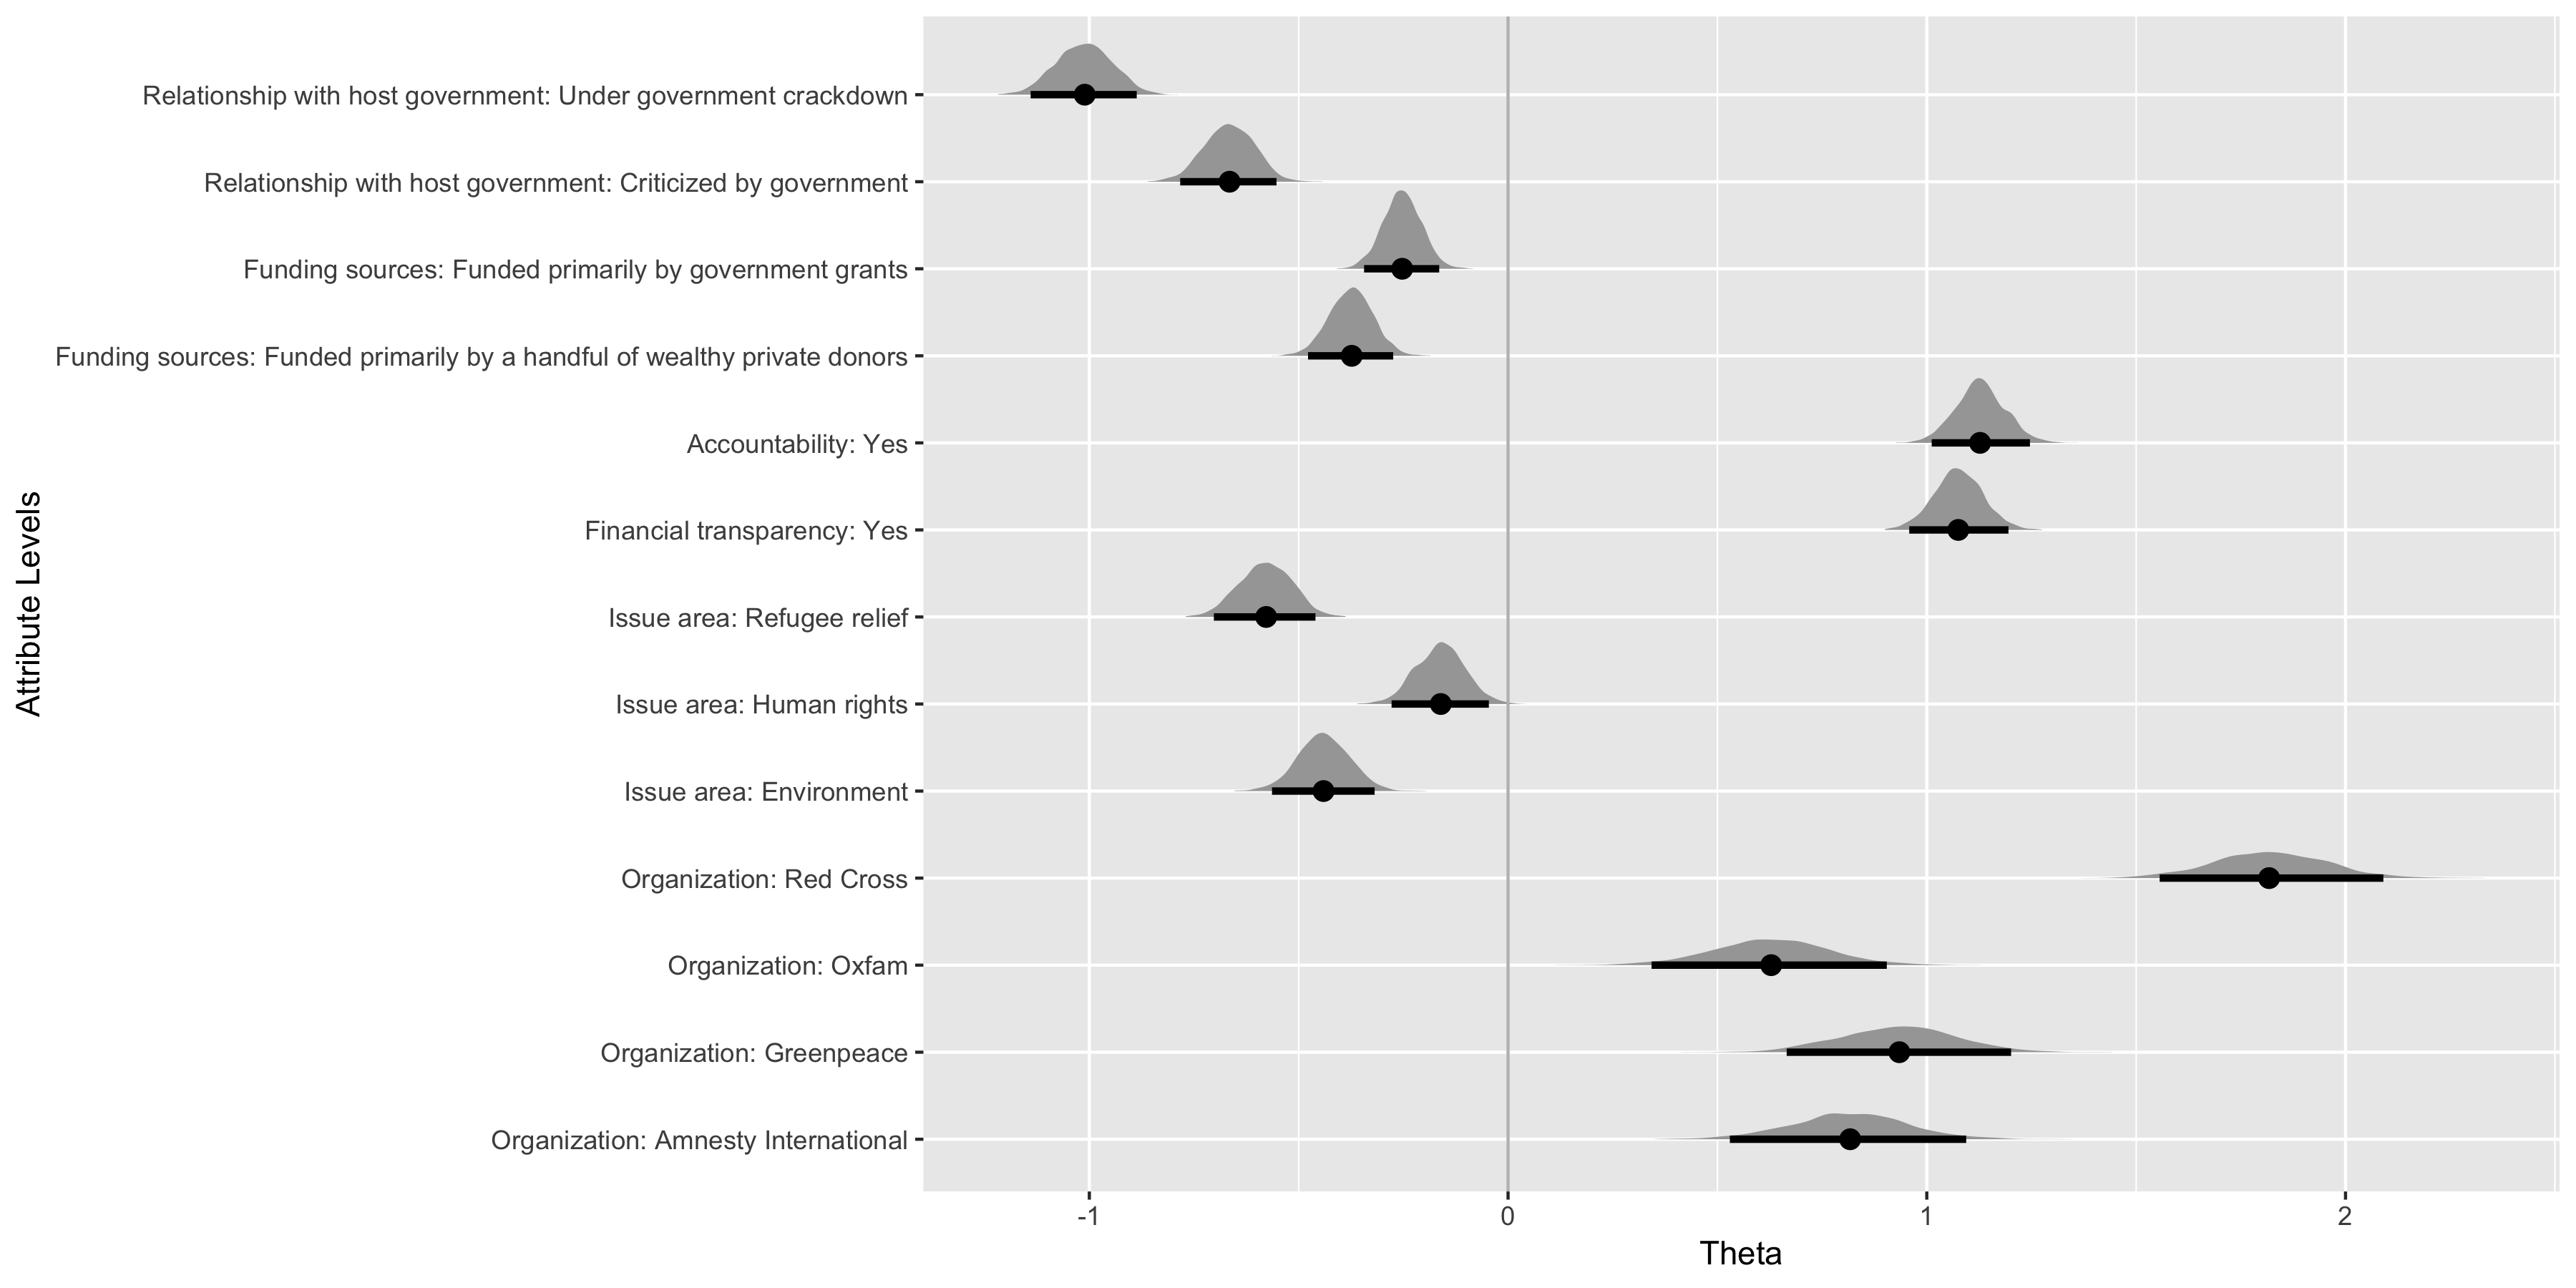 Relationship with host government: Under government crackdown
Relationship with host government: Criticized by government
Funding sources: Funded primarily by government grants
Funding sources: Funded primarily by a handful of wealthy private donors
Accountability: Yes
Financial transparency: Yes
Issue area: Refugee relief
Issue area: Human rights
Issue area: Environment
Organization: Red Cross
Organization: Oxfam
Organization: Greenpeace
Organization: Amnesty International
Attribute Levels
-1 0 1 2
Theta